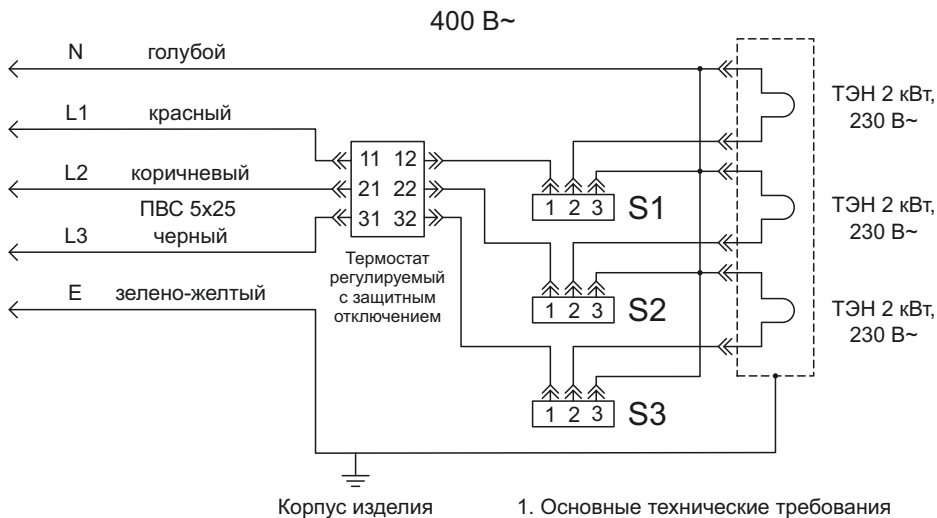 400 В~
N голубой
ТЭН 2 кВт,
230 В~
L1 красный
11 12
L2 коричневый
21 22
1 2 3 S1
ПВС 5х25
31 32
ТЭН 2 кВт,
230 В~
L3 черный
Термостат
регулируемый
с защитным
отключением
E зелено-желтый
1 2 3 S2
ТЭН 2 кВт,
230 В~
1 2 3 S3
Корпус изделия
1. Основные технические требования